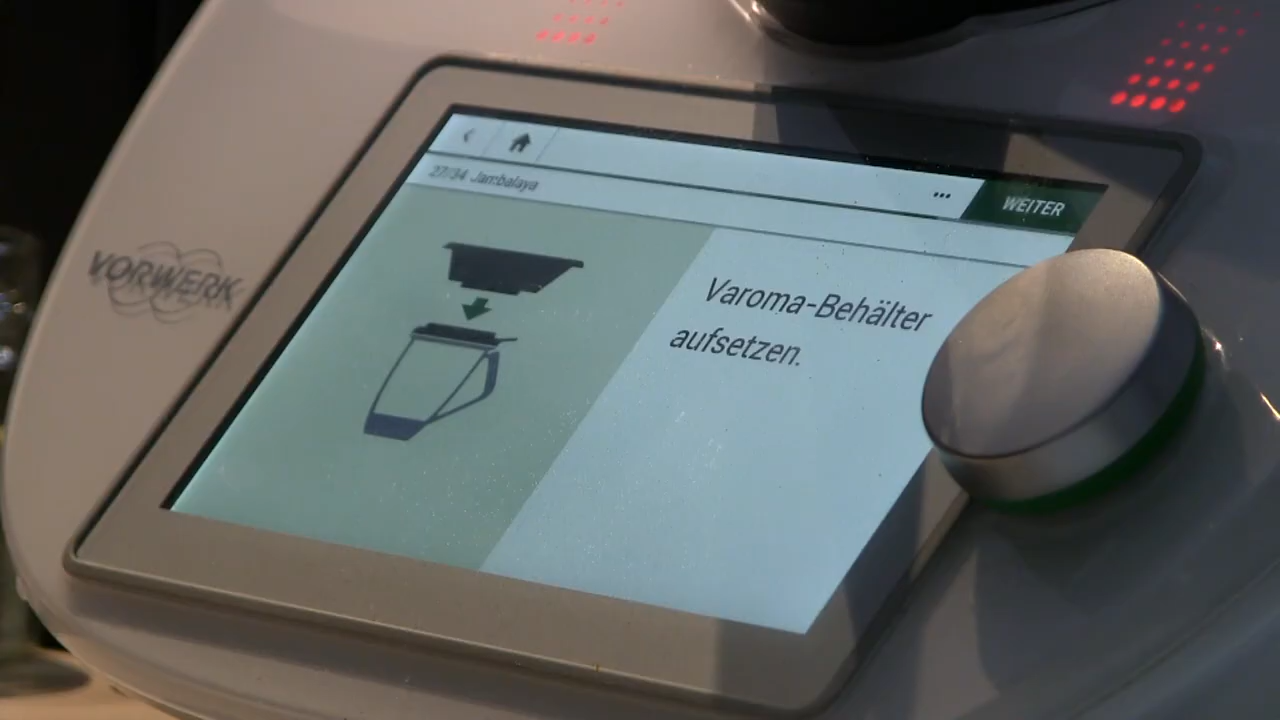 27/34 Jambalaya
...
WEITER
VORWERK
Varoma-Behälter
aufsetzen.